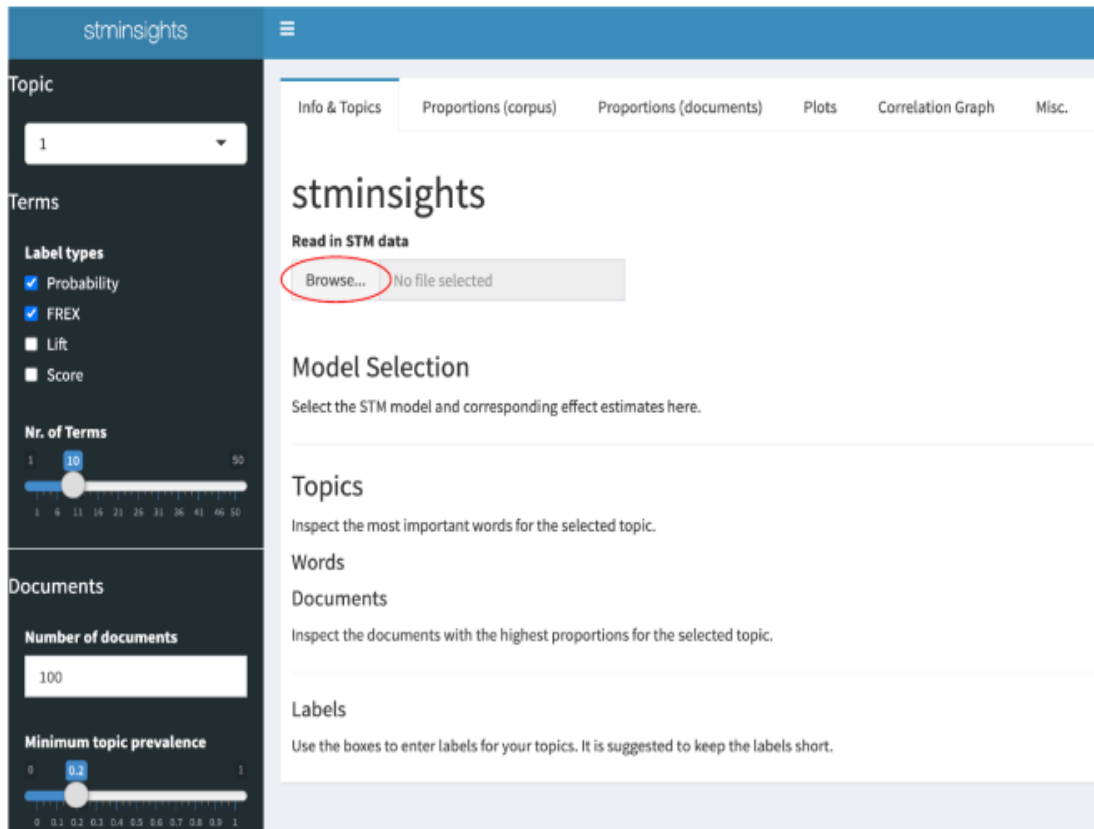 stminsights
Topic
1
Terms
Label types
Probability
FREX
Lift
Score
Nr. of Terms
1 10 50
1 6 11 16 21 26 31 36 41 46 50
Documents
Number of documents
100
Minimum topic prevalence
0 0.2 1
0 0.1 0.2 0.3 0.4 0.5 0.6 0.7 0.8 0.9 1
Info & Topics Proportions (corpus) Proportions (documents) Plots Correlation Graph Misc.
stminsights
Read in STM data
Browse... No file selected
Model Selection
Select the STM model and corresponding effect estimates here.
Topics
Inspect the most important words for the selected topic.
Words
Documents
Inspect the documents with the highest proportions for the selected topic.
Labels
Use the boxes to enter labels for your topics. It is suggested to keep the labels short.